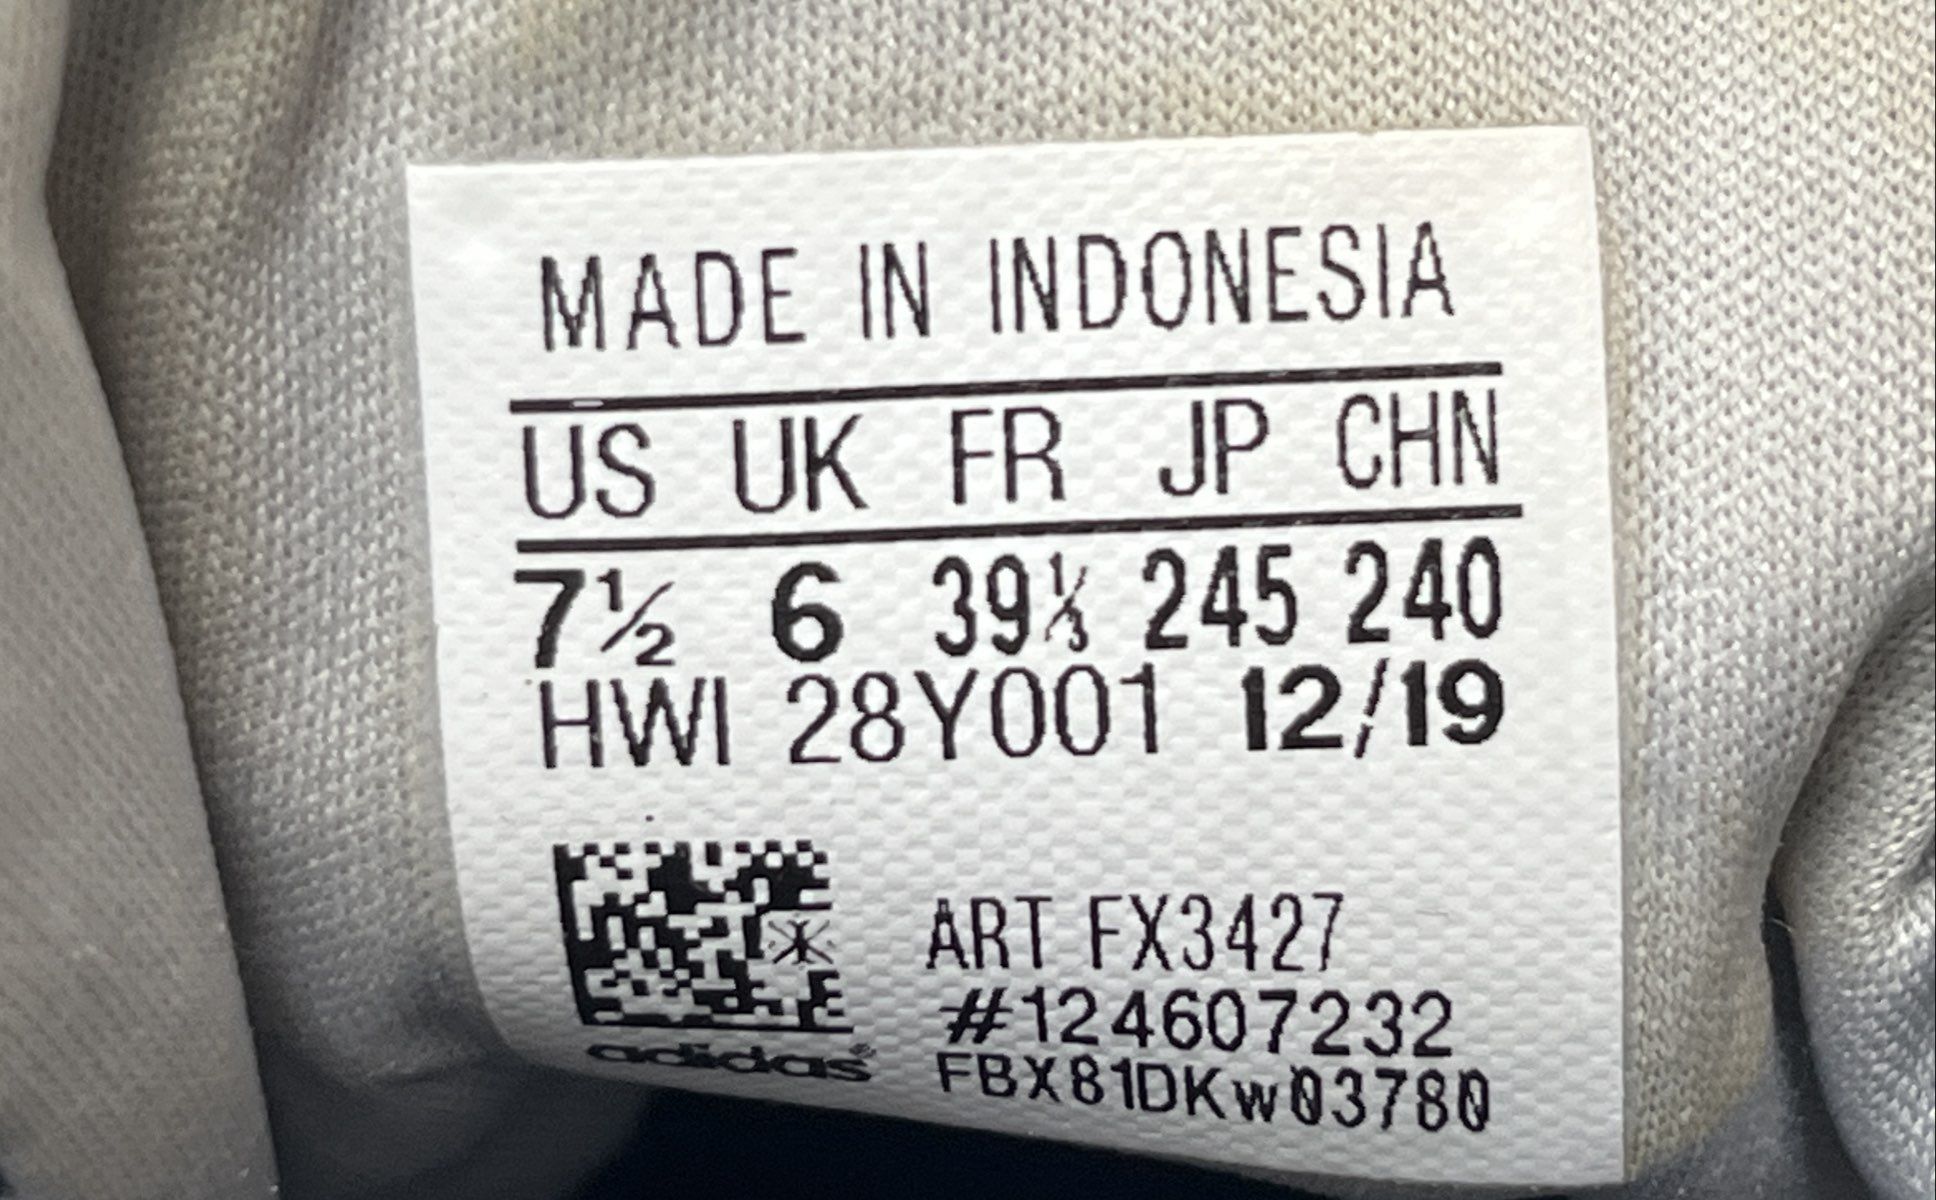 MADE IN INDONESIA
US UK FR JP CHN
7½ 6 39⅓ 245 240
HWI 28Y001 12/19
ART FX3427
#124607232
adidas® FBX81DKw03780